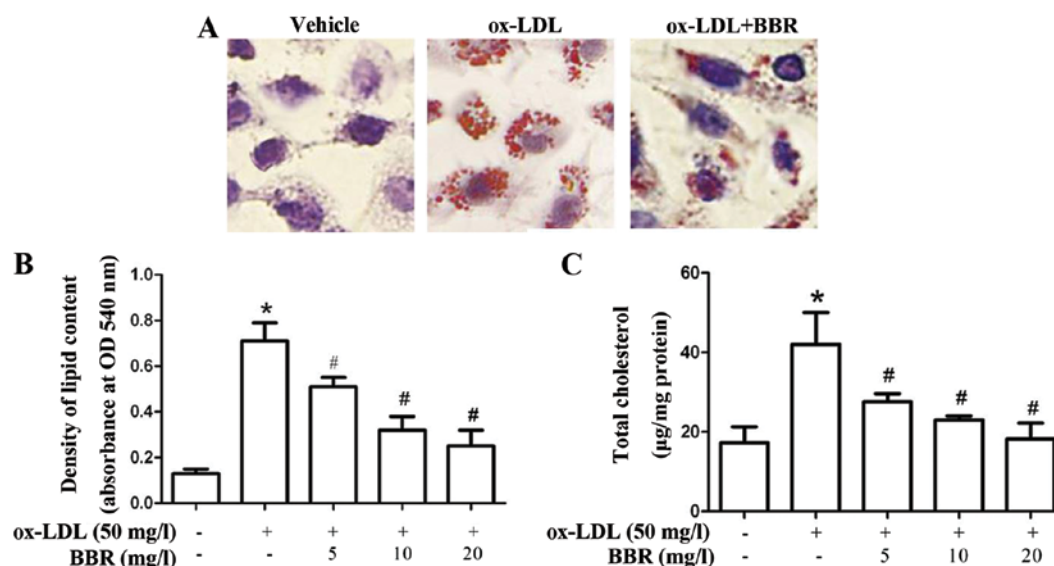 A
Vehicle
ox-LDL
ox-LDL+BBR
B
Density of lipid content
(absorbance at OD 540 nm)
1.0
0.8
0.6
0.4
0.2
0.0
*
#
#
#
ox-LDL (50 mg/l) - + + + +
BBR (mg/l) - - 5 10 20
C
Total cholesterol
(µg/mg protein)
60
40
20
0
*
#
#
#
ox-LDL (50 mg/l) - + + + +
BBR (mg/l) - - 5 10 20